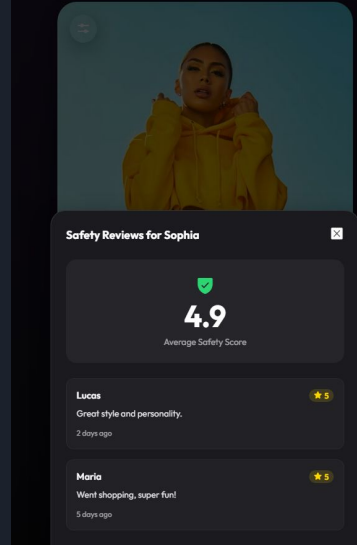 Safety Reviews for Sophia
4.9
Average Safety Score
Lucas
5
Great style and personality.
2 days ago
Maria
5
Went shopping, super fun!
5 days ago